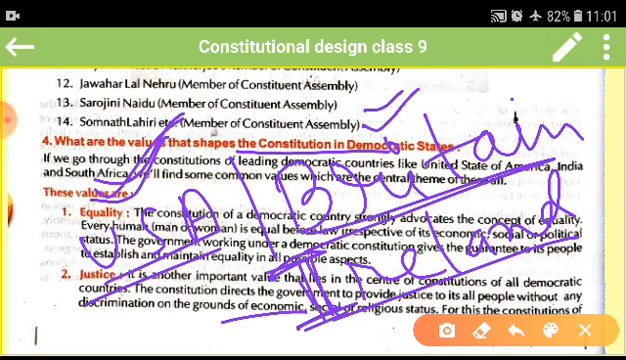 82% 11:01
Constitutional design class 9
(Member of Constituent Assembly)
12. Jawahar Lal Nehru (Member of Constituent Assembly)
13. Sarojini Naidu (Member of Constituent Assembly)
14. SomnathLahiri etc. (Member of Constituent Assembly)
4. What are the values that shapes the Constitution in Democratic States.
If we go through the constitutions of leading democratic countries like United State of America, India
and South Africa, we'll find some common values which are the central theme of these all.
These values are
1. Equality : The constitution of a democratic country strongly advocates the concept of equality.
Every human (man or woman) is equal before law irrespective of its economic, social or political
status. The government working under a democratic constitution gives the guarantee to its people
to establish and maintain equality in all possible aspects.
2. Justice : it is another important value that lies in the centre of constitutions of all democratic
countries. The constitution directs the government to provide justice to its all people without any
discrimination on the grounds of economic, social or religious status. For this the constitutions of
USA/Britain
Ireland